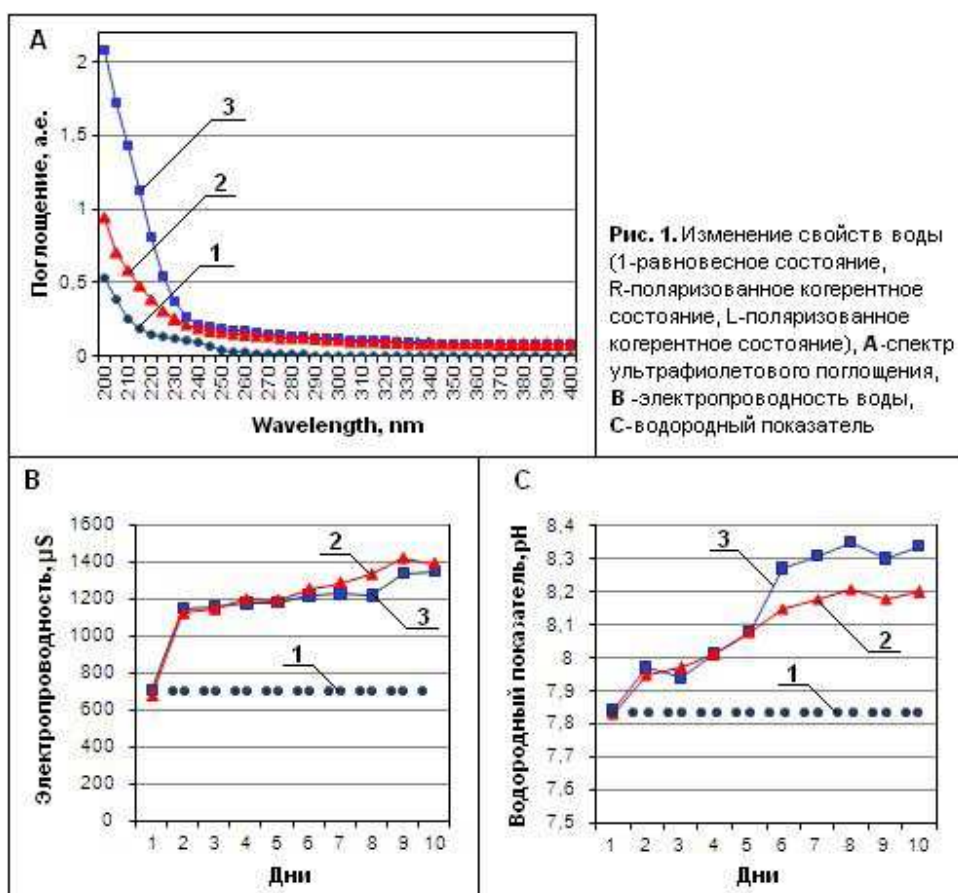 A
Поглощение, а.е.
2
1,5
1
0,5
0
3
2
1
200 210 220 230 240 250 260 270 280 290 300 310 320 330 340 350 360 370 380 390 400
Wavelength, nm
Рис. 1. Изменение свойств воды
(1-равновесное состояние,
R-поляризованное когерентное
состояние, L-поляризованное
когерентное состояние), А-спектр
ультрафиолетового поглощения,
В -электропроводность воды,
С-водородный показатель
B
Электропроводность, µS
1600
1400
1200
1000
800
600
400
200
0
2
3
1
1 2 3 4 5 6 7 8 9 10
Дни
C
Водородный показатель,pH
8,4
8,3
8,2
8,1
8
7,9
7,8
7,7
7,6
7,5
3
2
1
1 2 3 4 5 6 7 8 9 10
Дни